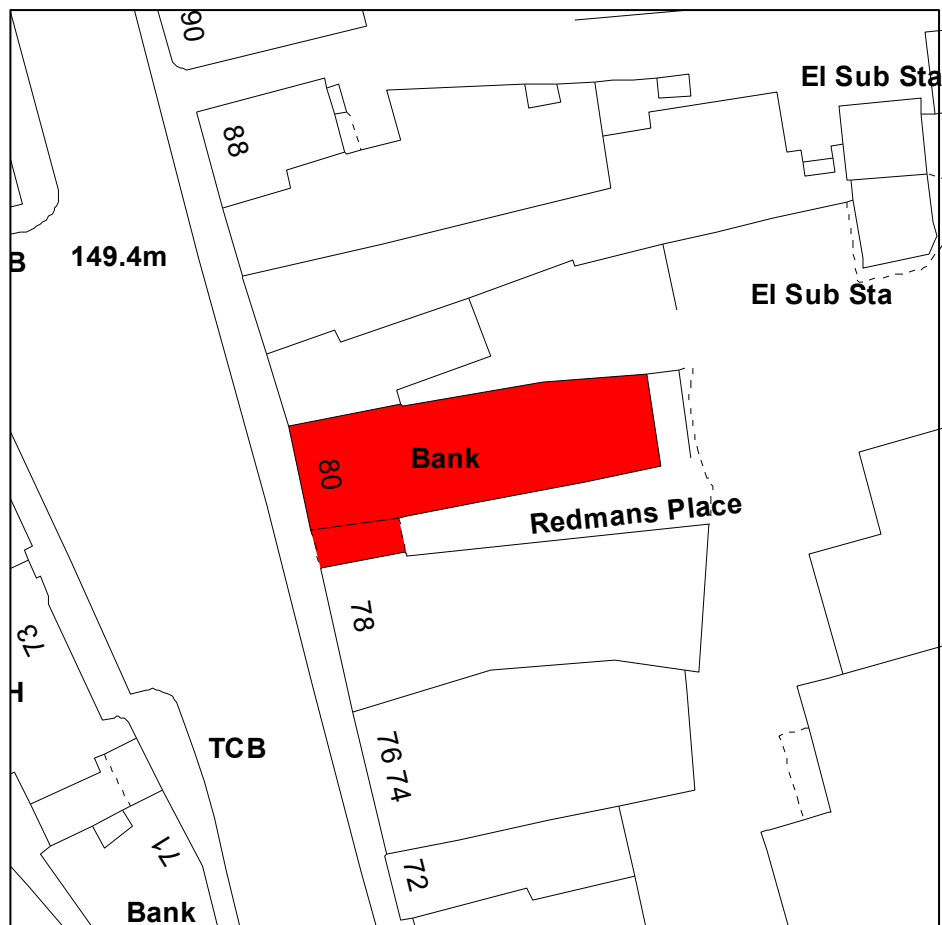 90
El Sub Sta
88
B
149.4m
El Sub Sta
80
Bank
Redmans Place
78
73
H
TCB
76
74
71
72
Bank